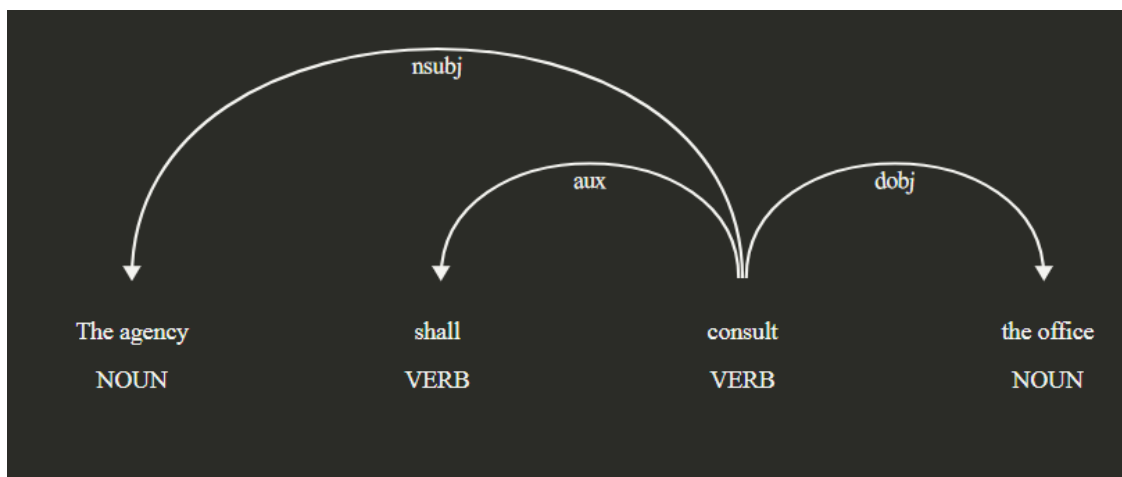 nsubj
aux dobj
The agency shall consult the office
NOUN VERB VERB NOUN